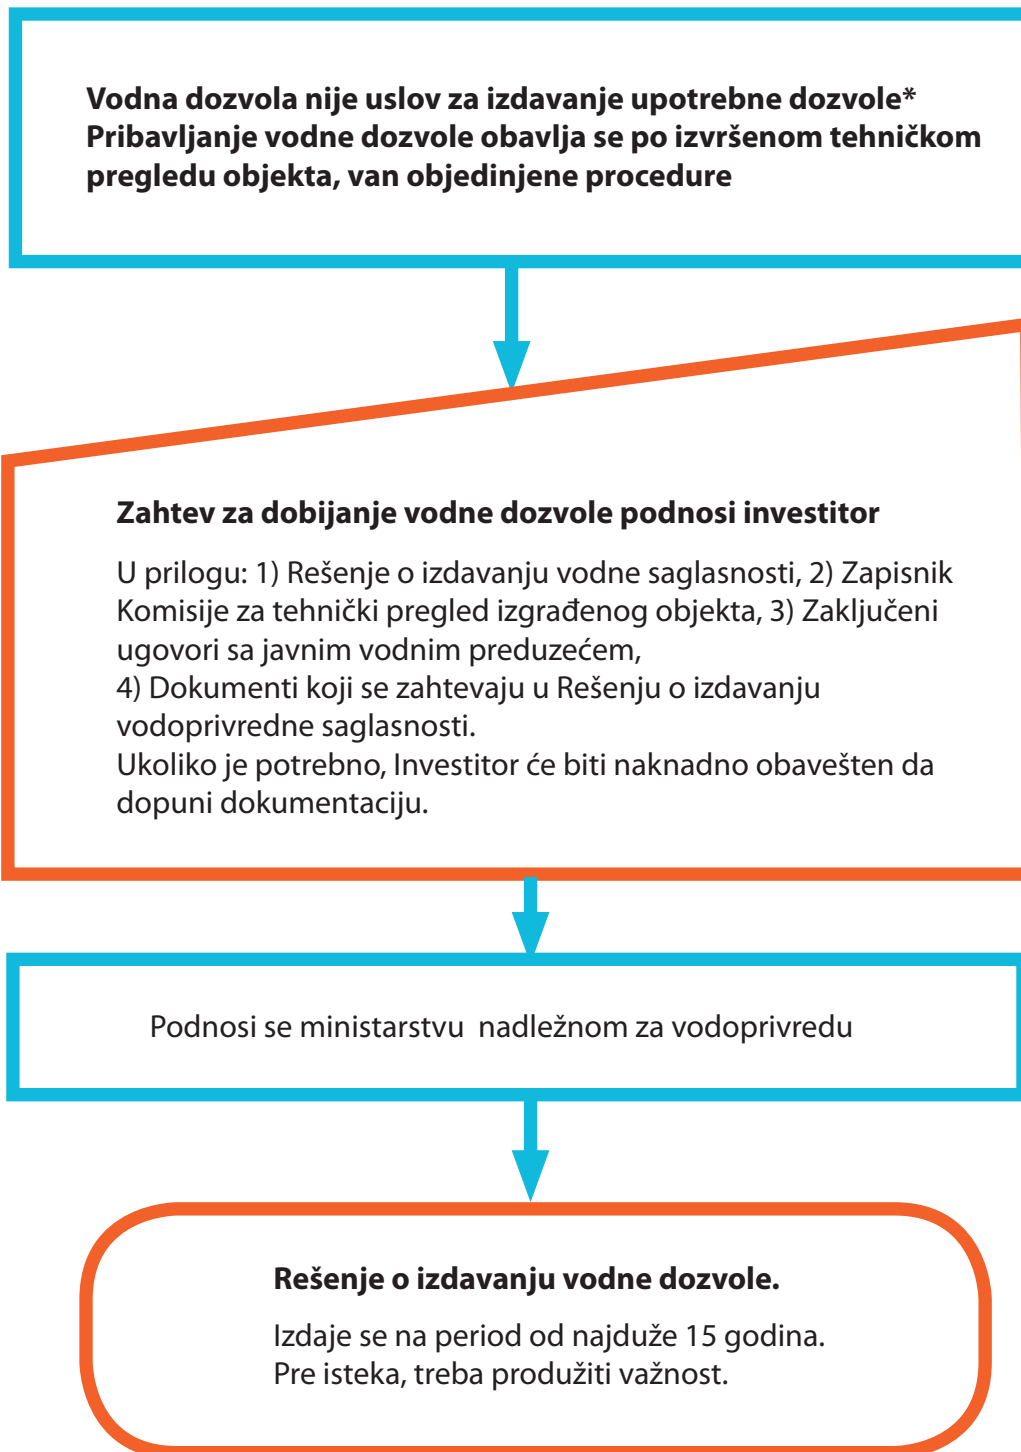 Vodna dozvola nije uslov za izdavanje upotrebne dozvole*
Pribavljanje vodne dozvole obavlja se po izvršenom tehničkom
pregledu objekta, van objedinjene procedure
Zahtev za dobijanje vodne dozvole podnosi investitor
U prilogu: 1) Rešenje o izdavanju vodne saglasnosti, 2) Zapisnik
Komisije za tehnički pregled izgrađenog objekta, 3) Zaključeni
ugovori sa javnim vodnim preduzećem,
4) Dokumenti koji se zahtevaju u Rešenju o izdavanju
vodoprivredne saglasnosti.
Ukoliko je potrebno, Investitor će biti naknadno obavešten da
dopuni dokumentaciju.
Podnosi se ministarstvu  nadležnom za vodoprivredu
Rešenje o izdavanju vodne dozvole.
Izdaje se na period od najduže 15 godina.
Pre isteka, treba produžiti važnost.